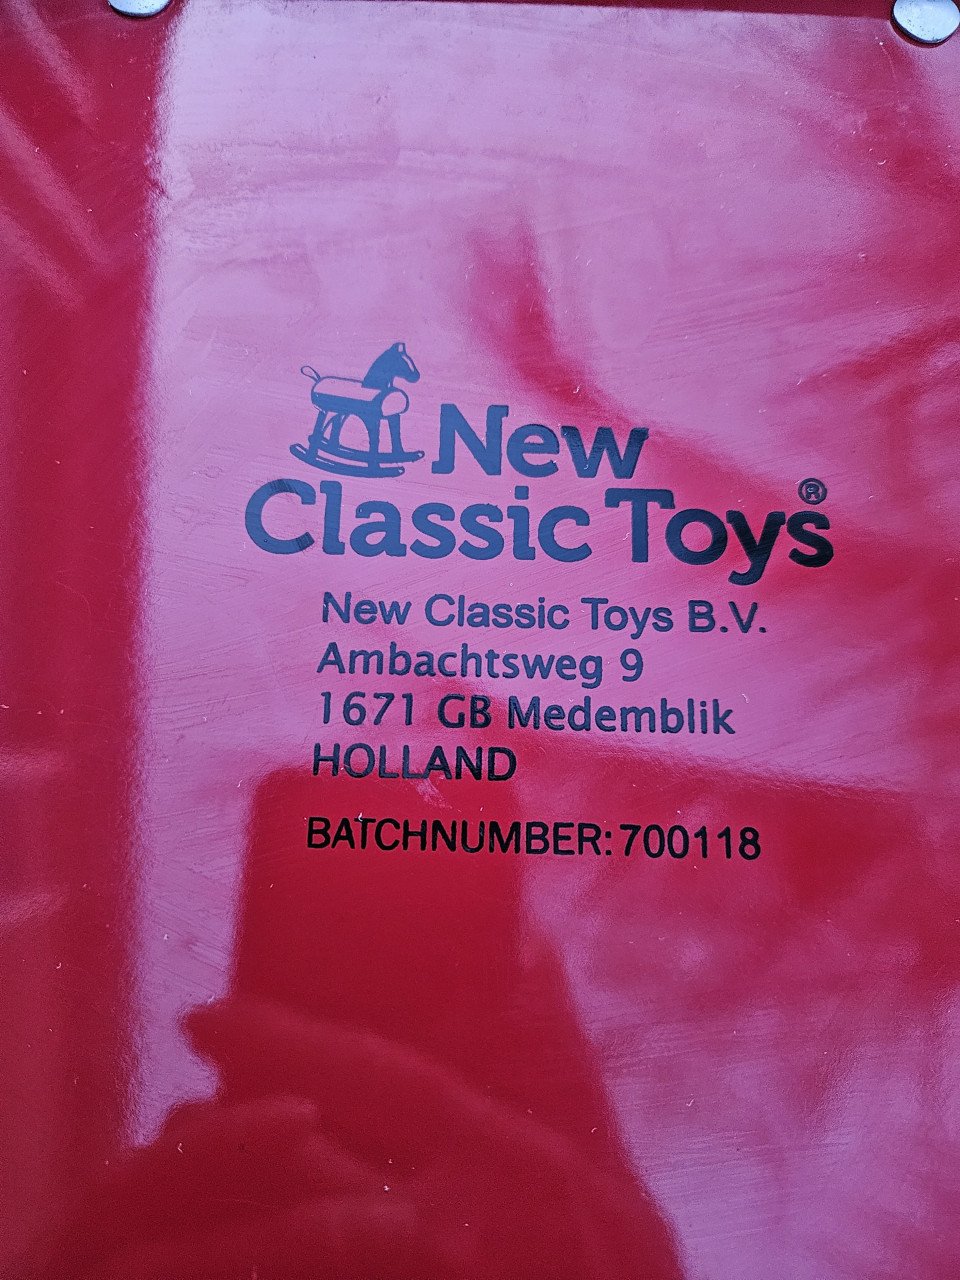 New
Classic Toys®
New Classic Toys B.V.
Ambachtsweg 9
1671 GB Medemblik
HOLLAND
BATCHNUMBER: 700118